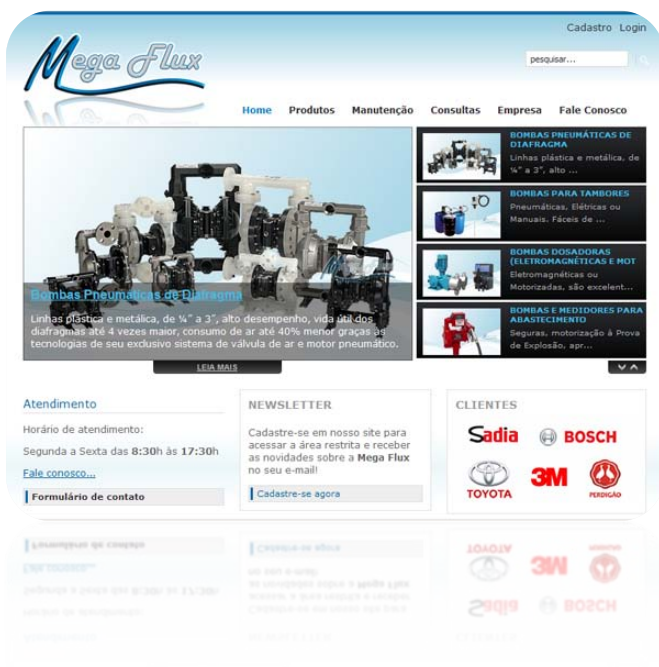 Cadastro Login
Mega Flux
pesquisar...
Home Produtos Manutenção Consultas Empresa Fale Conosco
Bombas Pneumáticas de Diafragma
Linhas plástica e metálica, de ¼” a 3”, alto desempenho, vida útil dos
diafragmas até 4 vezes maior, consumo de ar até 40% menor graças às
tecnologias de seu exclusivo sistema de válvula de ar e motor pneumático.
LEIA MAIS
BOMBAS PNEUMÁTICAS DE
DIAFRAGMA
Linhas plástica e metálica, de
¼” a 3”, alto ...
BOMBAS PARA TAMBORES
Pneumáticas, Elétricas ou
Manuais. Fáceis de ...
BOMBAS DOSADORAS
(ELETROMAGNÉTICAS E MOT
Eletromagnéticas ou
Motorizadas, são excelent...
BOMBAS E MEDIDORES PARA
ABASTECIMENTO
Seguras, motorização à Prova
de Explosão, apr...
Atendimento
Horário de atendimento:
Segunda a Sexta das 8:30h às 17:30h
Fale conosco...
Formulário de contato
NEWSLETTER
Cadastre-se em nosso site para
acessar a área restrita e receber
as novidades sobre a Mega Flux
no seu e-mail!
Cadastre-se agora
CLIENTES
Sadia BOSCH
TOYOTA 3M PERDIGÃO